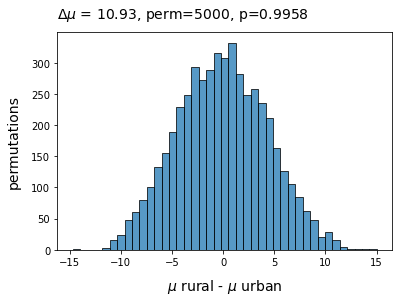 Δμ = 10.93, perm=5000, p=0.9958
permutations
300
250
200
150
100
50
0
−15 −10 −5 0 5 10 15
μ rural - μ urban